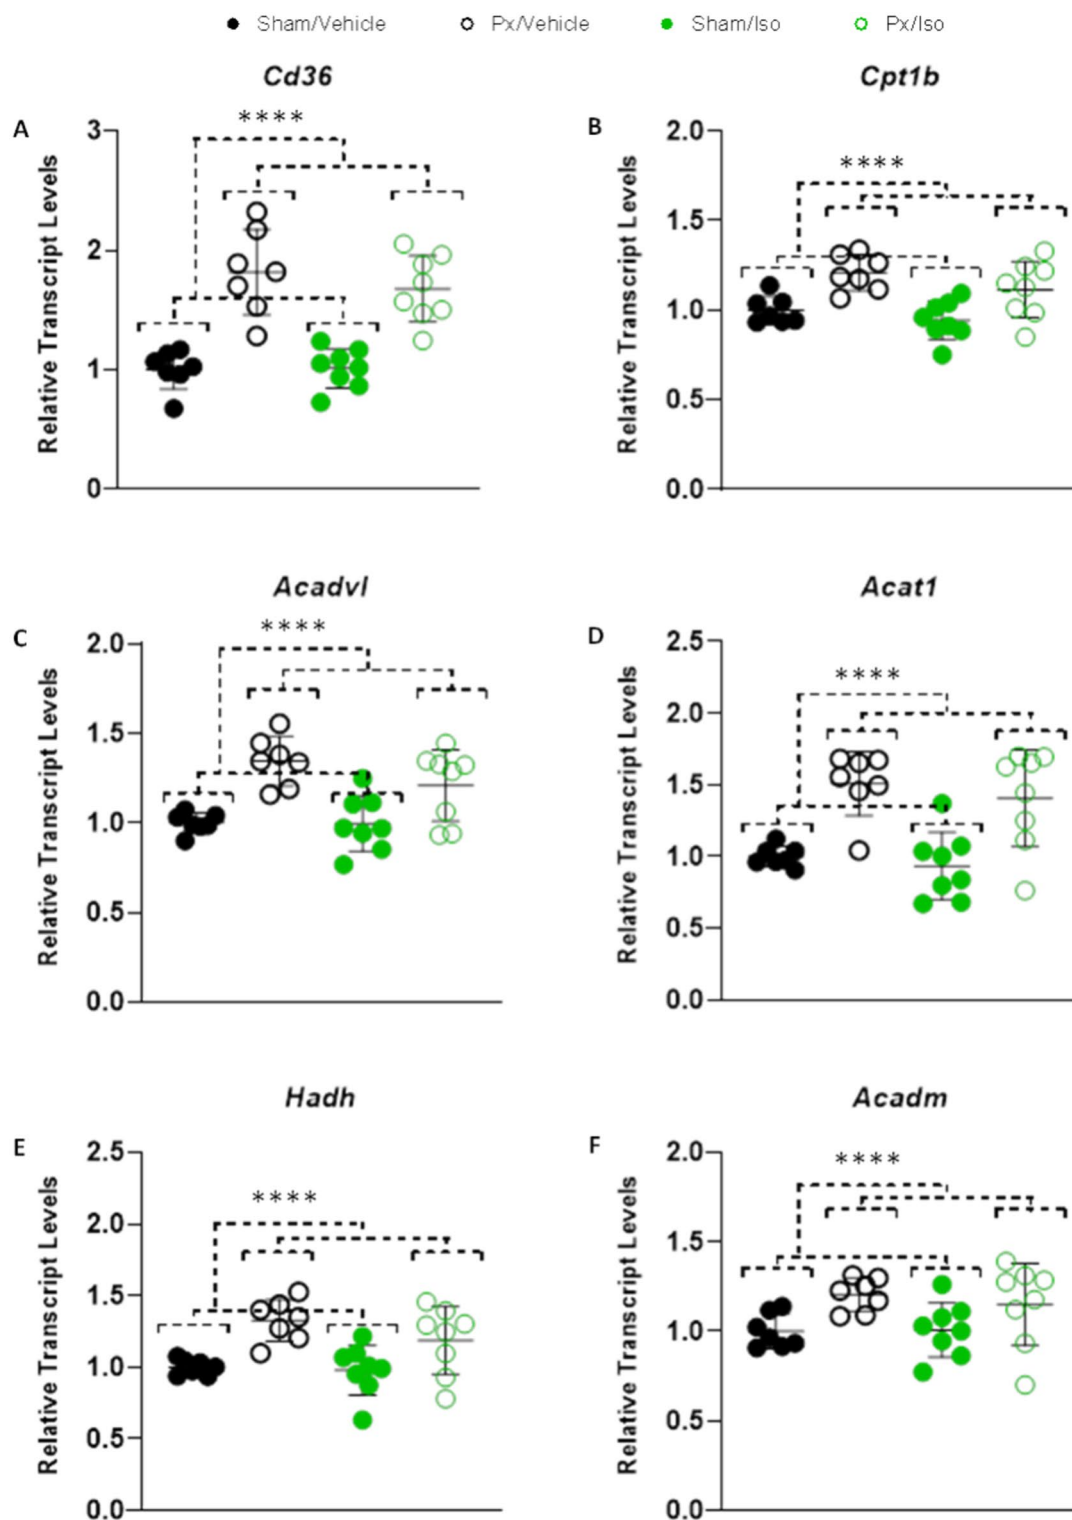 Sham/Vehicle Px/Vehicle Sham/Iso Px/Iso
Cd36
A
****
Relative Transcript Levels
3
2
1
0
Cpt1b
B
****
Relative Transcript Levels
2.0
1.5
1.0
0.5
0.0
Acadvl
C
****
Relative Transcript Levels
2.0
1.5
1.0
0.5
0.0
Acat1
D
****
Relative Transcript Levels
2.5
2.0
1.5
1.0
0.5
0.0
Hadh
E
****
Relative Transcript Levels
2.5
2.0
1.5
1.0
0.5
0.0
Acadm
F
****
Relative Transcript Levels
2.0
1.5
1.0
0.5
0.0